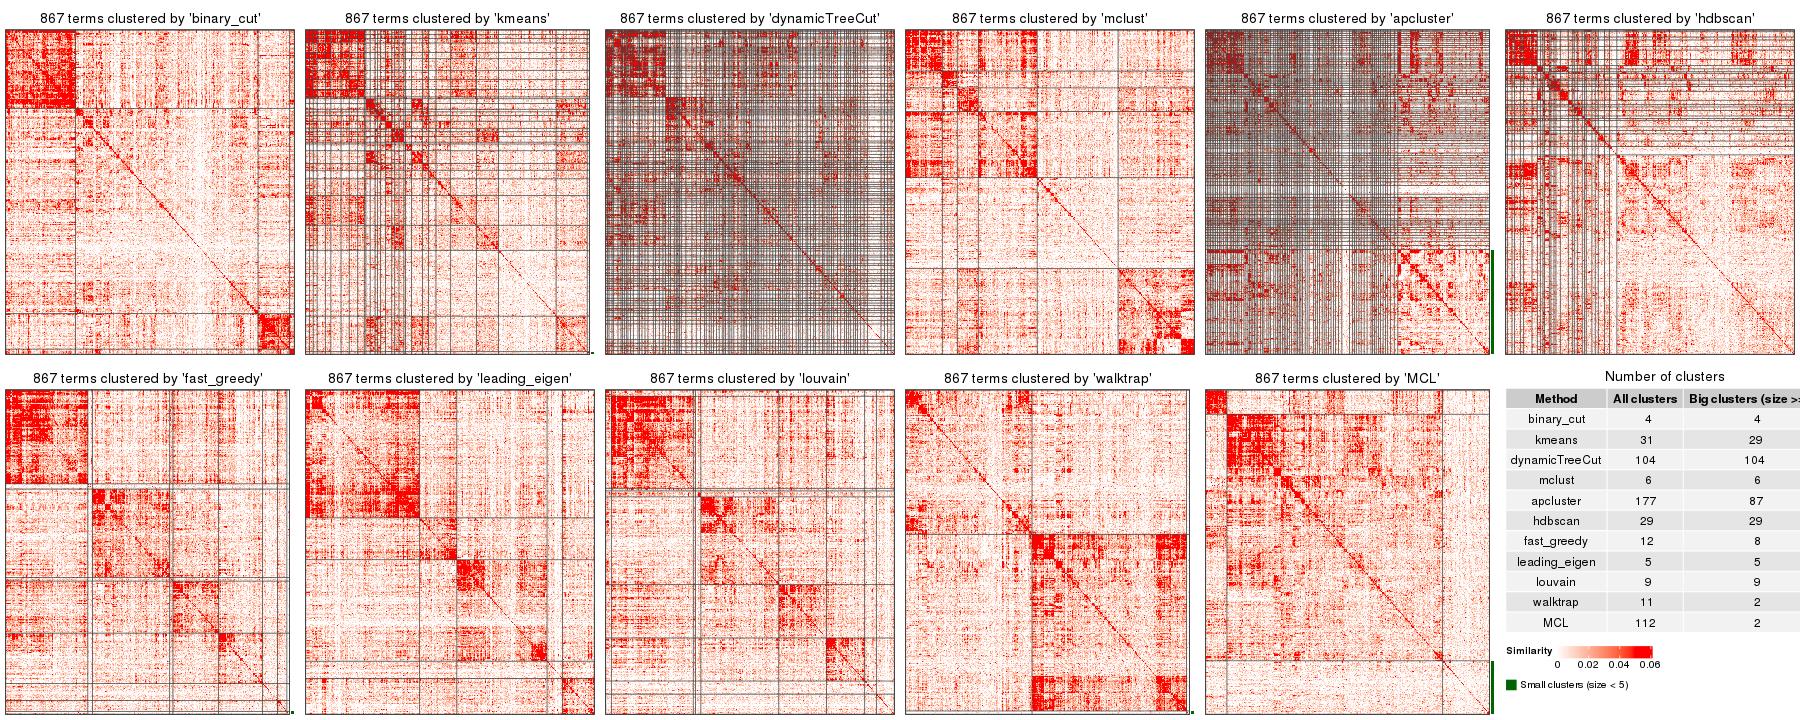 867 terms clustered by 'binary_cut'
867 terms clustered by 'kmeans'
867 terms clustered by 'dynamicTreeCut'
867 terms clustered by 'mclust'
867 terms clustered by 'apcluster'
867 terms clustered by 'hdbscan'
867 terms clustered by 'fast_greedy'
867 terms clustered by 'leading_eigen'
867 terms clustered by 'louvain'
867 terms clustered by 'walktrap'
867 terms clustered by 'MCL'
Number of clusters
Method All clusters Big clusters (size >=
binary_cut 4 4
kmeans 31 29
dynamicTreeCut 104 104
mclust 6 6
apcluster 177 87
hdbscan 29 29
fast_greedy 12 8
leading_eigen 5 5
louvain 9 9
walktrap 11 2
MCL 112 2
Similarity
0 0.02 0.04 0.06
Small clusters (size < 5)